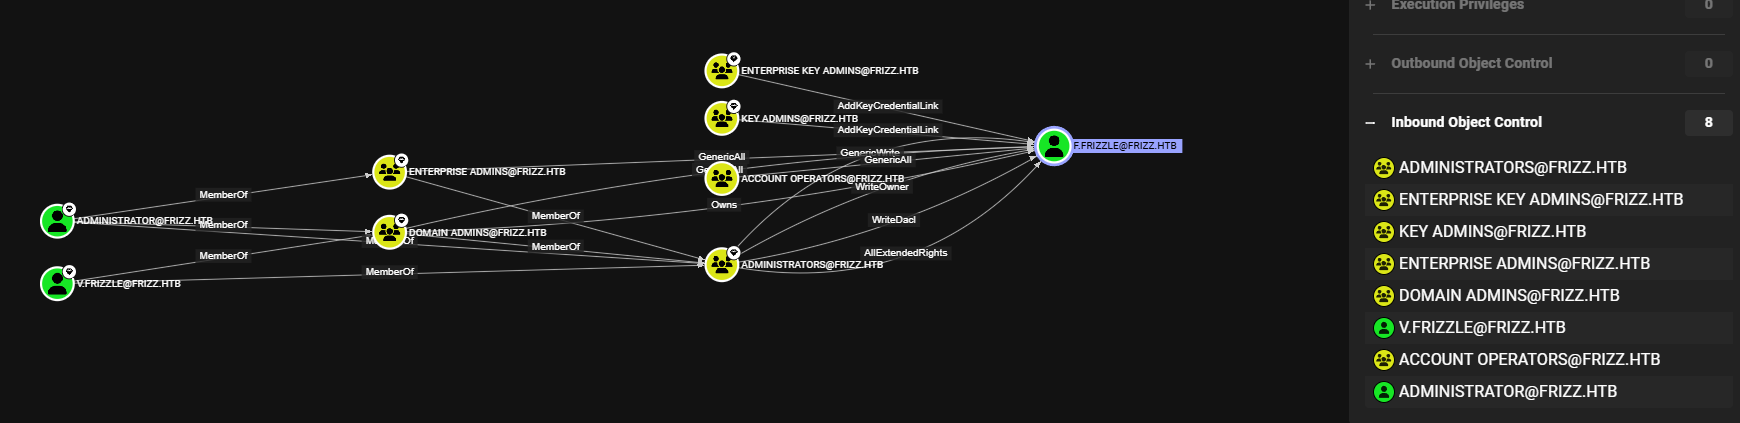 ENTERPRISE KEY ADMINS@FRIZZ.HTB
AddKeyCredentialLink
KEY ADMINS@FRIZZ.HTB
AddKeyCredentialLink
F.FRIZZLE@FRIZZ.HTB
GenericAll
GenericWrite
GenericAll
ENTERPRISE ADMINS@FRIZZ.HTB
ACCOUNT OPERATORS@FRIZZ.HTB
WriteOwner
MemberOf
Owns
ADMINISTRATOR@FRIZZ.HTB
MemberOf
MemberOf
WriteDacl
DOMAIN ADMINS@FRIZZ.HTB
MemberOf
MemberOf
AllExtendedRights
ADMINISTRATORS@FRIZZ.HTB
MemberOf
V.FRIZZLE@FRIZZ.HTB
+ Execution Privileges 0
+ Outbound Object Control 0
− Inbound Object Control 8
ADMINISTRATORS@FRIZZ.HTB
ENTERPRISE KEY ADMINS@FRIZZ.HTB
KEY ADMINS@FRIZZ.HTB
ENTERPRISE ADMINS@FRIZZ.HTB
DOMAIN ADMINS@FRIZZ.HTB
V.FRIZZLE@FRIZZ.HTB
ACCOUNT OPERATORS@FRIZZ.HTB
ADMINISTRATOR@FRIZZ.HTB